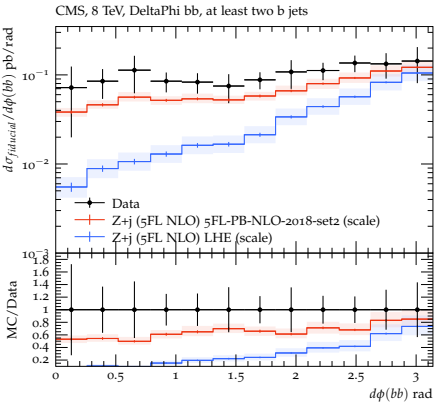 CMS, 8 TeV, DeltaPhi bb, at least two b jets
dσfiducial/dϕ(bb) pb/rad
10−1
10−2
Data
Z+j (5FL NLO) 5FL-PB-NLO-2018-set2 (scale)
Z+j (5FL NLO) LHE (scale)
10−3
MC/Data
1.8
1.6
1.4
1.2
1
0.8
0.6
0.4
0.2
0 0.5 1 1.5 2 2.5 3
dϕ(bb) rad